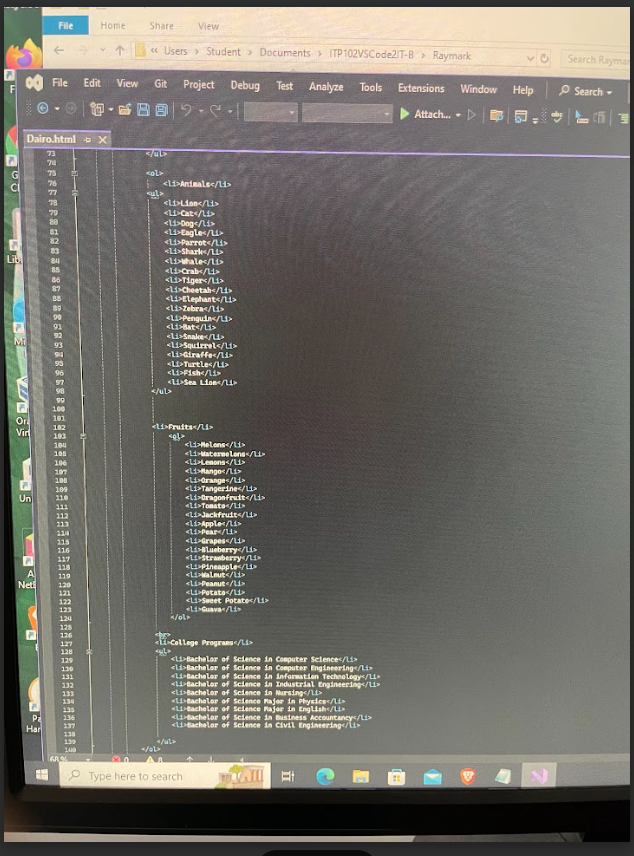 File Home Share View
« Users > Student > Documents > ITP102VSCode2IT-B > Raymark
Search Raymar
File Edit View Git Project Debug Test Analyze Tools Extensions Window Help Search
Attach...
Dairo.html
73 </ul>
74
75 <ol>
76 <li>Animals</li>
77 <ul>
78 <li>Lion</li>
79 <li>Cat</li>
80 <li>Dog</li>
81 <li>Eagle</li>
82 <li>Parrot</li>
83 <li>Shark</li>
84 <li>Whale</li>
85 <li>Crab</li>
86 <li>Tiger</li>
87 <li>Cheetah</li>
88 <li>Elephant</li>
89 <li>Zebra</li>
90 <li>Penguin</li>
91 <li>Bat</li>
92 <li>Snake</li>
93 <li>Squirrel</li>
94 <li>Giraffe</li>
95 <li>Turtle</li>
96 <li>Fish</li>
97 <li>Sea Lion</li>
98 </ul>
99
100
101
102 <li>Fruits</li>
103 <ol>
104 <li>Melons</li>
105 <li>Watermelons</li>
106 <li>Lemons</li>
107 <li>Mango</li>
108 <li>Orange</li>
109 <li>Tangerine</li>
110 <li>Dragonfruit</li>
111 <li>Tomato</li>
112 <li>Jackfruit</li>
113 <li>Apple</li>
114 <li>Pear</li>
115 <li>Grapes</li>
116 <li>Blueberry</li>
117 <li>Strawberry</li>
118 <li>Pineapple</li>
119 <li>Walnut</li>
120 <li>Peanut</li>
121 <li>Potato</li>
122 <li>Sweet Potato</li>
123 <li>Guava</li>
124 </ol>
125
126 <br>
127 <li>College Programs</li>
128 <ul>
129 <li>Bachelor of Science in Computer Science</li>
130 <li>Bachelor of Science in Computer Engineering</li>
131 <li>Bachelor of Science in information Technology</li>
132 <li>Bachelor of Science in Industrial Engineering</li>
133 <li>Bachelor of Science in Nursing</li>
134 <li>Bachelor of Science Major in Physics</li>
135 <li>Bachelor of Science Major in English</li>
136 <li>Bachelor of Science in Business Accountancy</li>
137 <li>Bachelor of Science in Civil Engineering</li>
138
139 </ul>
140 </ol>
68 % 0 8
Type here to search